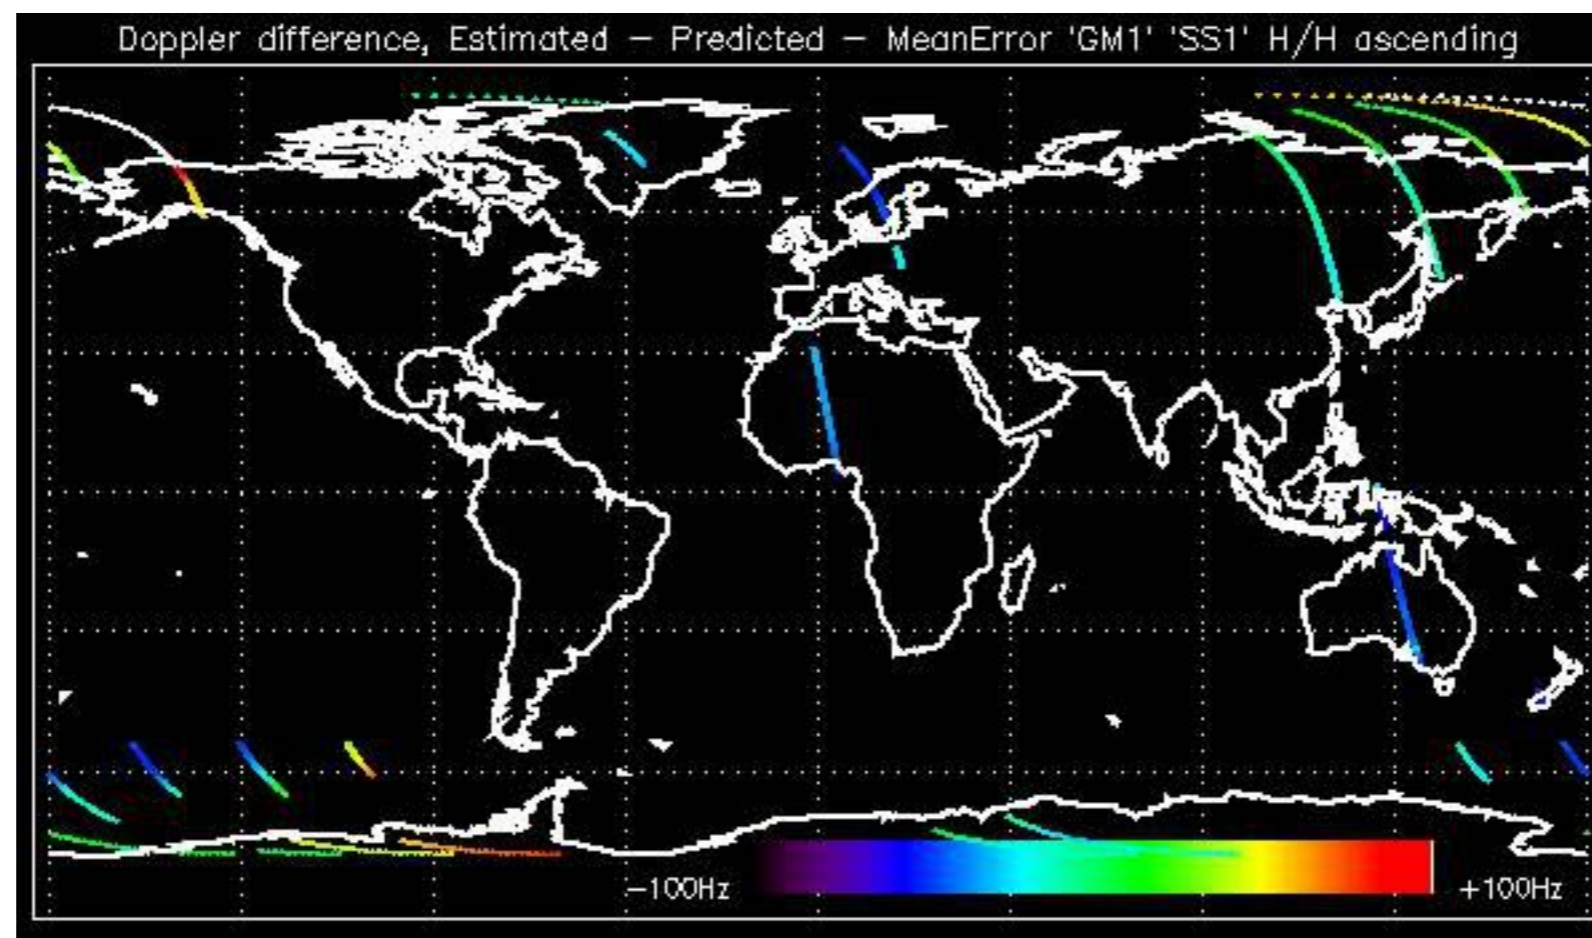 Doppler difference, Estimated — Predicted — MeanError 'GM1' 'SS1' H/H ascending
−100Hz
+100Hz